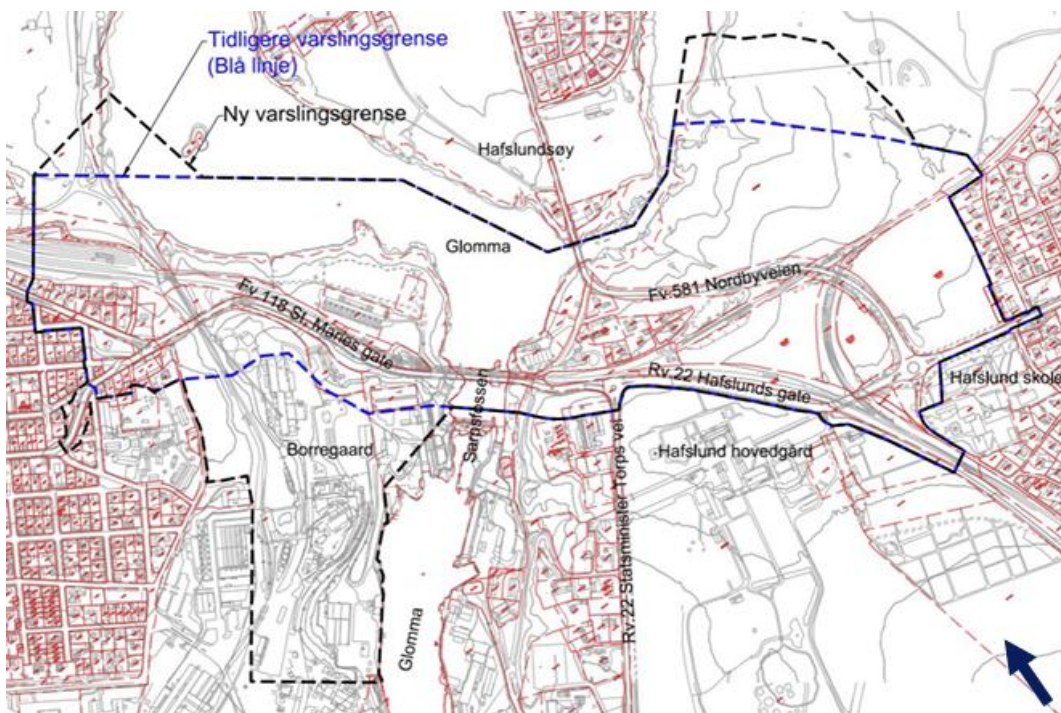 Tidligere varslingsgrense
(Blå linje)
Ny varslingsgrense
Hafslundsøy
Glomma
Fv 581 Nordbyveien
Fv 118 St. Maries gate
Rv 22 Hafslunds gate
Hafslund skole
Sarpsfossen
Borregaard
Hafslund hovedgård
Rv 22 Statsminister Torps vei
Glomma